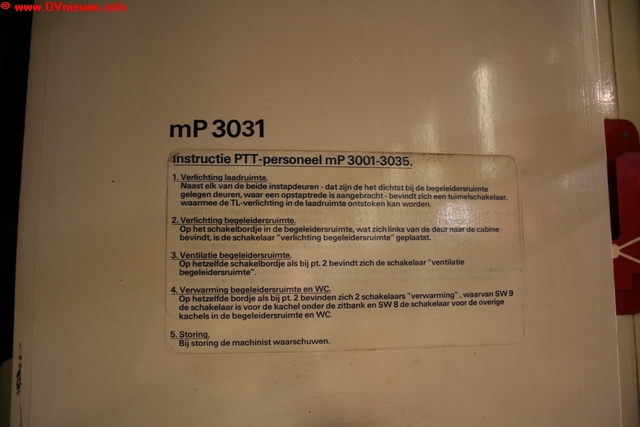 © www.OVnieuws.info
mP 3031
instructie PTT-personeel mP 3001-3035.
1. Verlichting laadruimte.
Naast elk van de beide instapdeuren - dat zijn de het dichtst bij de begeleidersruimte
gelegen deuren, waar een opstaptrede is aangebracht - bevindt zich een tuimelschakelaar,
waarmee de TL-verlichting in de laadruimte ontstoken kan worden.
2. Verlichting begeleidersruimte.
Op het schakelbordje in de begeleidersruimte, wat zich links van de deur naar de cabine
bevindt, is de schakelaar "verlichting begeleidersruimte" geplaatst.
3. Ventilatie begeleidersruimte.
Op hetzelfde schakelbordje als bij pt. 2 bevindt zich de schakelaar "ventilatie
begeleidersruimte".
4. Verwarming begeleidersruimte en WC.
Op hetzelfde bordje als bij pt. 2 bevinden zich 2 schakelaars "verwarming", waarvan SW 9
de schakelaar is voor de kachel onder de zitbank en SW 8 de schakelaar voor de overige
kachels in de begeleidersruimte en WC.
5. Storing.
Bij storing de machinist waarschuwen.